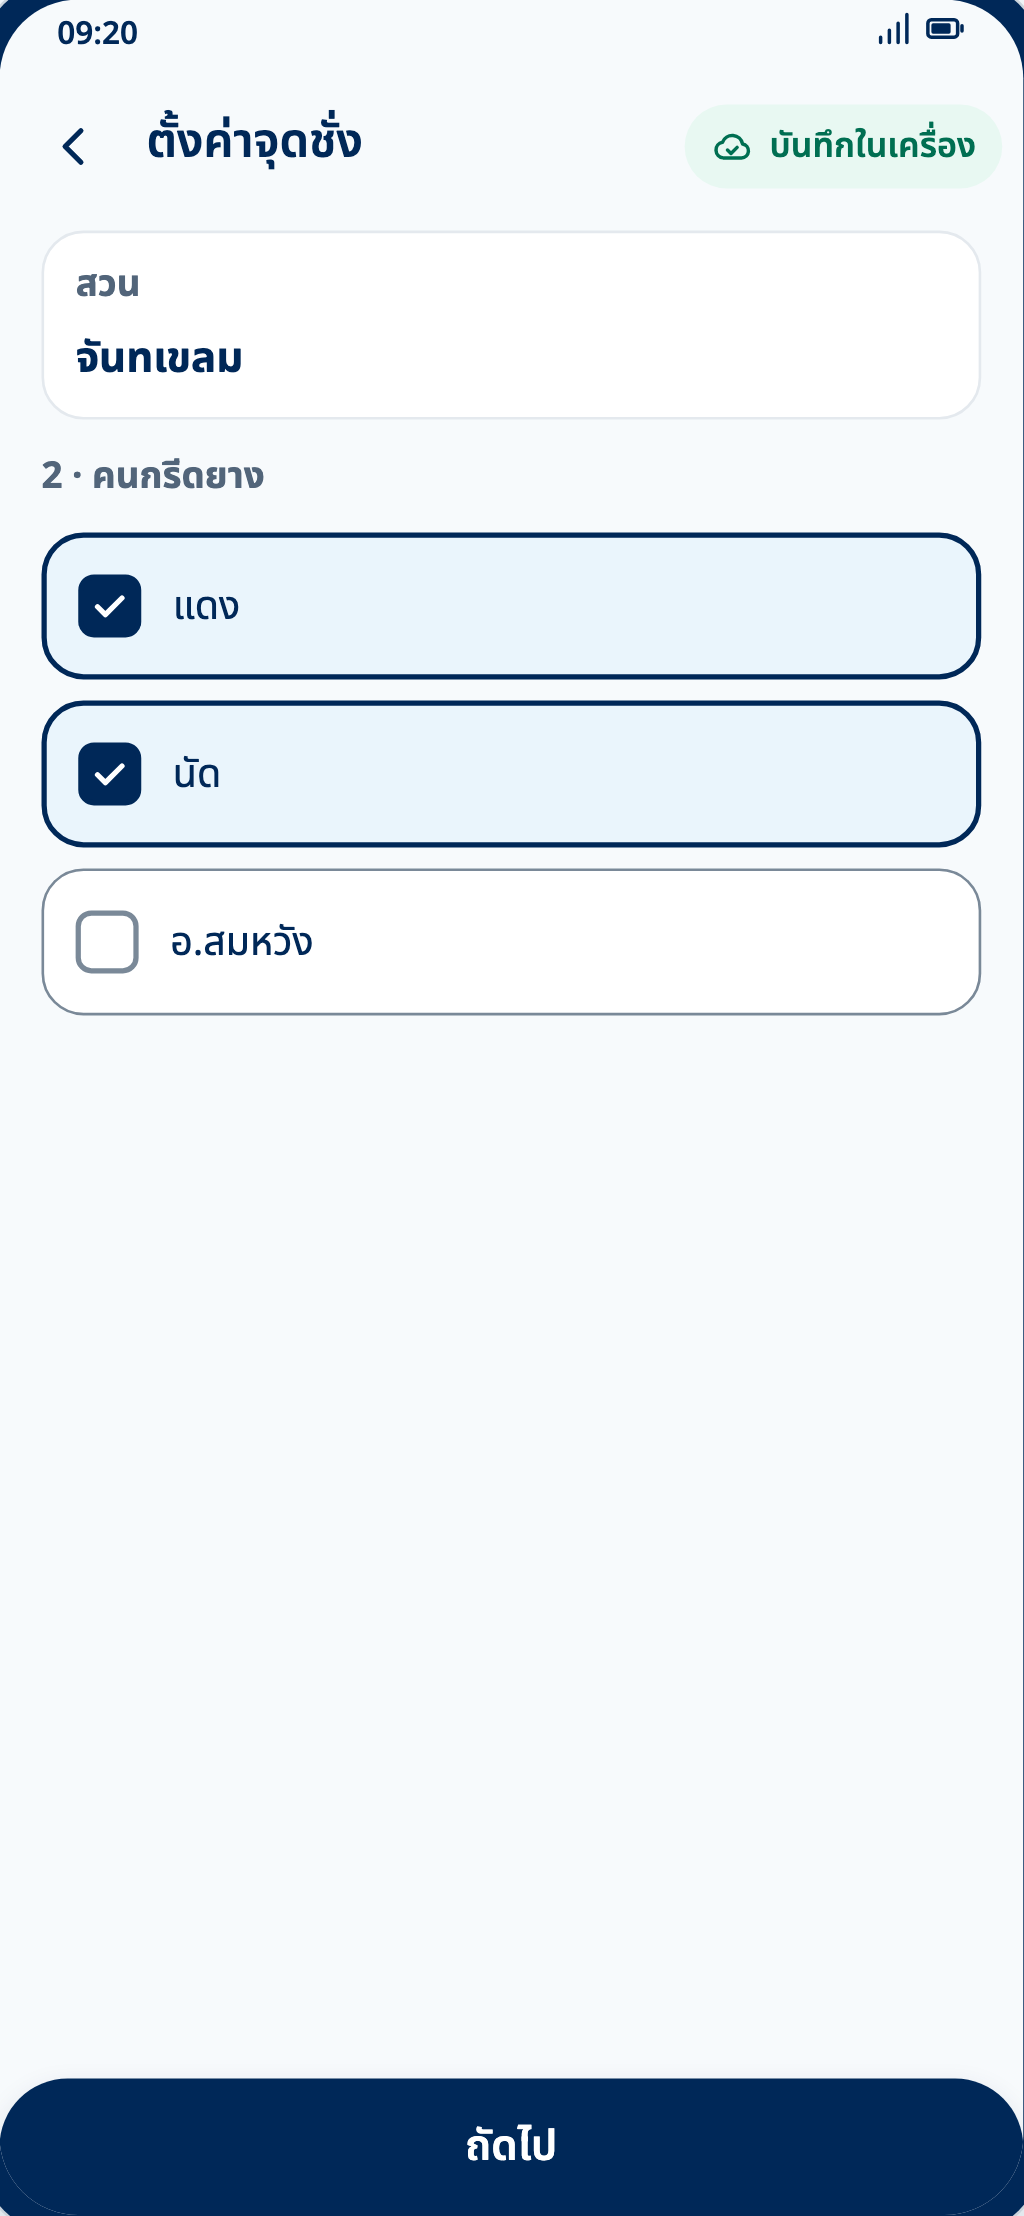 09:20
ตั้งค่าจุดชั่ง
บันทึกในเครื่อง
สวน
จันทเขลม
2 · คนกรีดยาง
แดง
นัด
อ.สมหวัง
ถัดไป